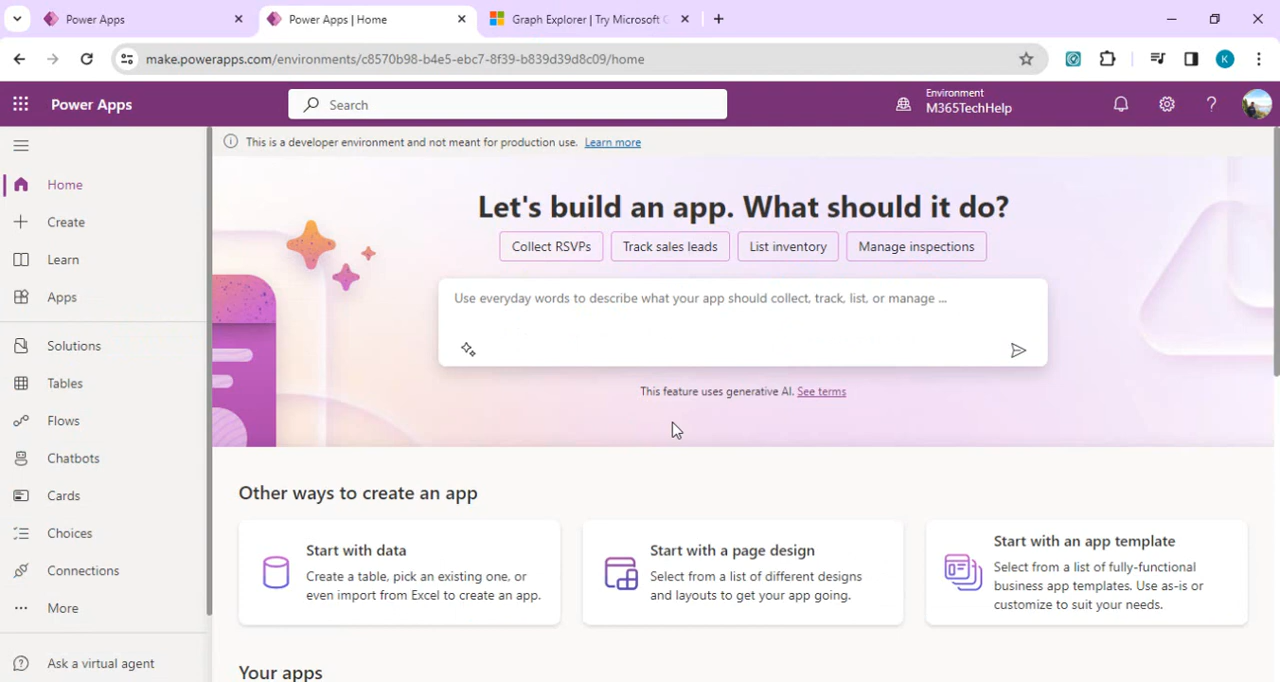 Power Apps
Power Apps | Home
Graph Explorer | Try Microsoft
make.powerapps.com/environments/c8570b98-b4e5-ebc7-8f39-b839d39d8c09/home
K
Power Apps
Search
Environment
M365TechHelp
?
This is a developer environment and not meant for production use. Learn more
Home
Create
Learn
Apps
Solutions
Tables
Flows
Chatbots
Cards
Choices
Connections
More
Ask a virtual agent
Let's build an app. What should it do?
Collect RSVPs
Track sales leads
List inventory
Manage inspections
Use everyday words to describe what your app should collect, track, list, or manage ...
This feature uses generative AI. See terms
Other ways to create an app
Start with data
Create a table, pick an existing one, or
even import from Excel to create an app.
Start with a page design
Select from a list of different designs
and layouts to get your app going.
Start with an app template
Select from a list of fully-functional
business app templates. Use as-is or
customize to suit your needs.
Your apps